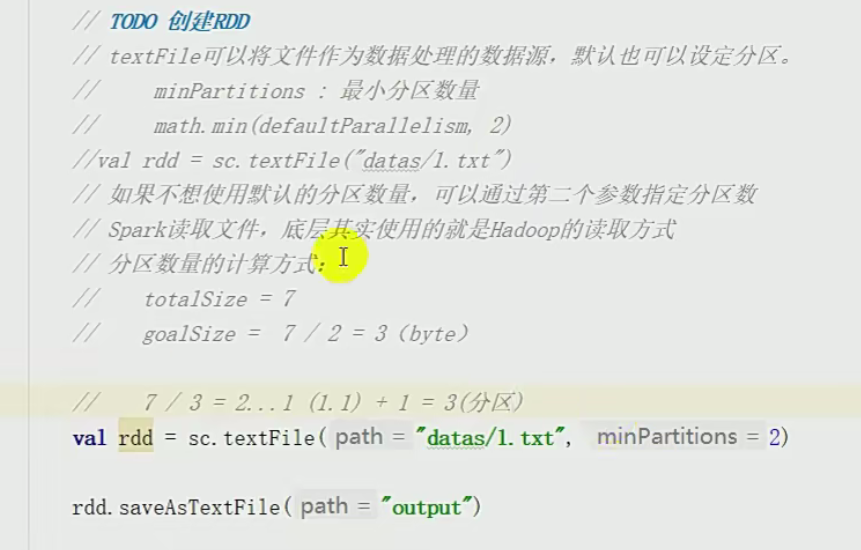 // TODO 创建RDD
// textFile可以将文件作为数据处理的数据源，默认也可以设定分区。
//     minPartitions : 最小分区数量
//     math.min(defaultParallelism, 2)
//val rdd = sc.textFile("datas/1.txt")
// 如果不想使用默认的分区数量，可以通过第二个参数指定分区数
// Spark读取文件，底层其实使用的就是Hadoop的读取方式
// 分区数量的计算方式：
//    totalSize = 7
//    goalSize =  7 / 2 = 3（byte）
//    7 / 3 = 2...1 (1.1) + 1 = 3(分区)
val rdd = sc.textFile( path = "datas/1.txt", minPartitions = 2)
rdd.saveAsTextFile( path = "output")